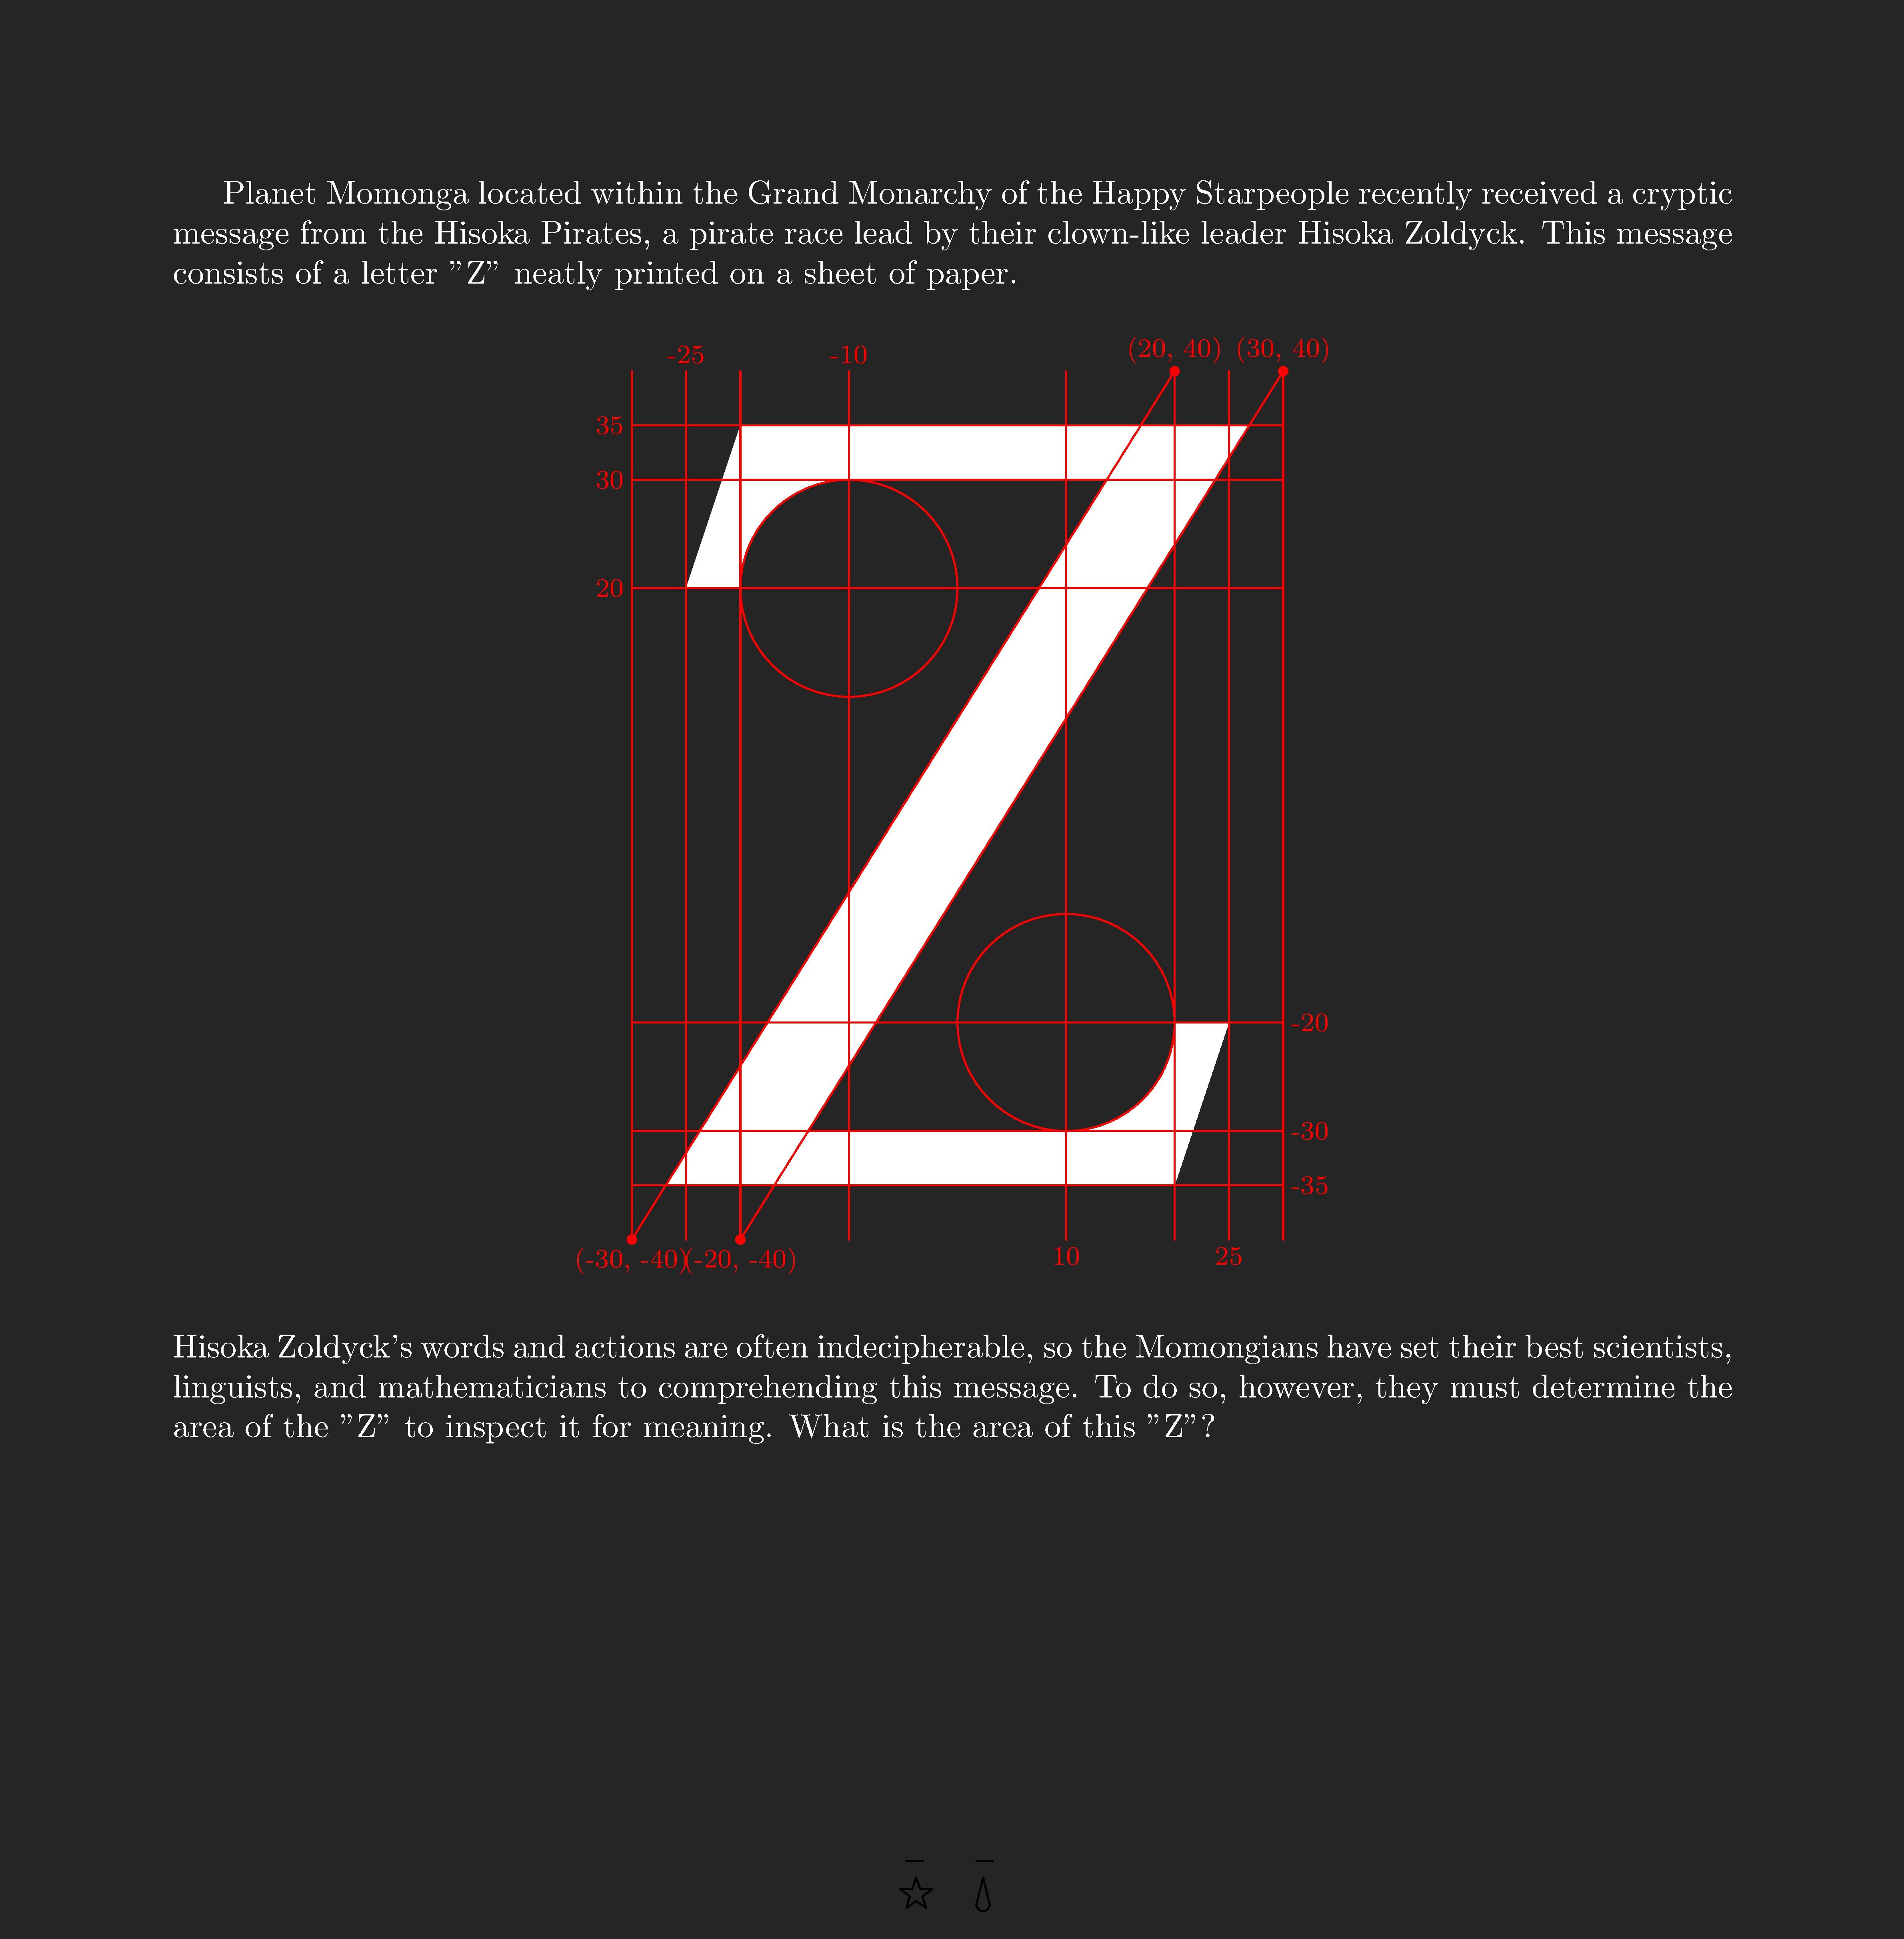 Planet Momonga located within the Grand Monarchy of the Happy Starpeople recently received a cryptic
message from the Hisoka Pirates, a pirate race lead by their clown-like leader Hisoka Zoldyck. This message
consists of a letter ”Z” neatly printed on a sheet of paper.
-25 -10 (20, 40) (30, 40)
35
30
20
-20
-30
-35
(-30, -40) (-20, -40) 10 25
Hisoka Zoldyck’s words and actions are often indecipherable, so the Momongians have set their best scientists,
linguists, and mathematicians to comprehending this message. To do so, however, they must determine the
area of the ”Z” to inspect it for meaning. What is the area of this ”Z”?